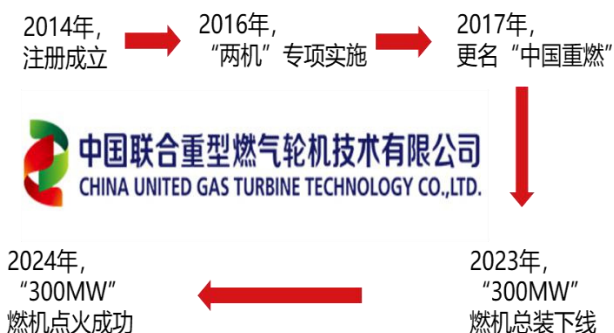 2014年，
注册成立
2016年，
“两机”专项实施
2017年，
更名“中国重燃”
中国联合重型燃气轮机技术有限公司
CHINA UNITED GAS TURBINE TECHNOLOGY CO.,LTD.
2023年，
“300MW”
燃机总装下线
2024年，
“300MW”
燃机点火成功